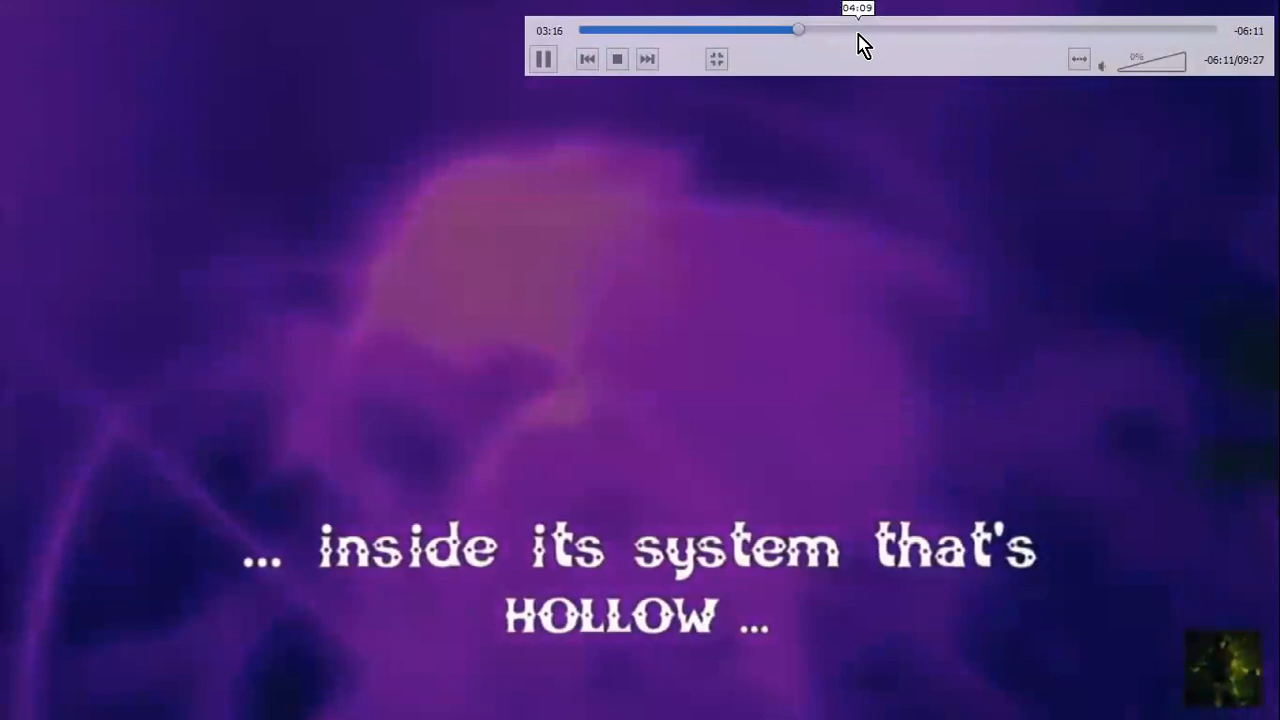 04:09
03:16
-06:11
0%
-06:11/09:27
... inside its system that's
HOLLOW ...